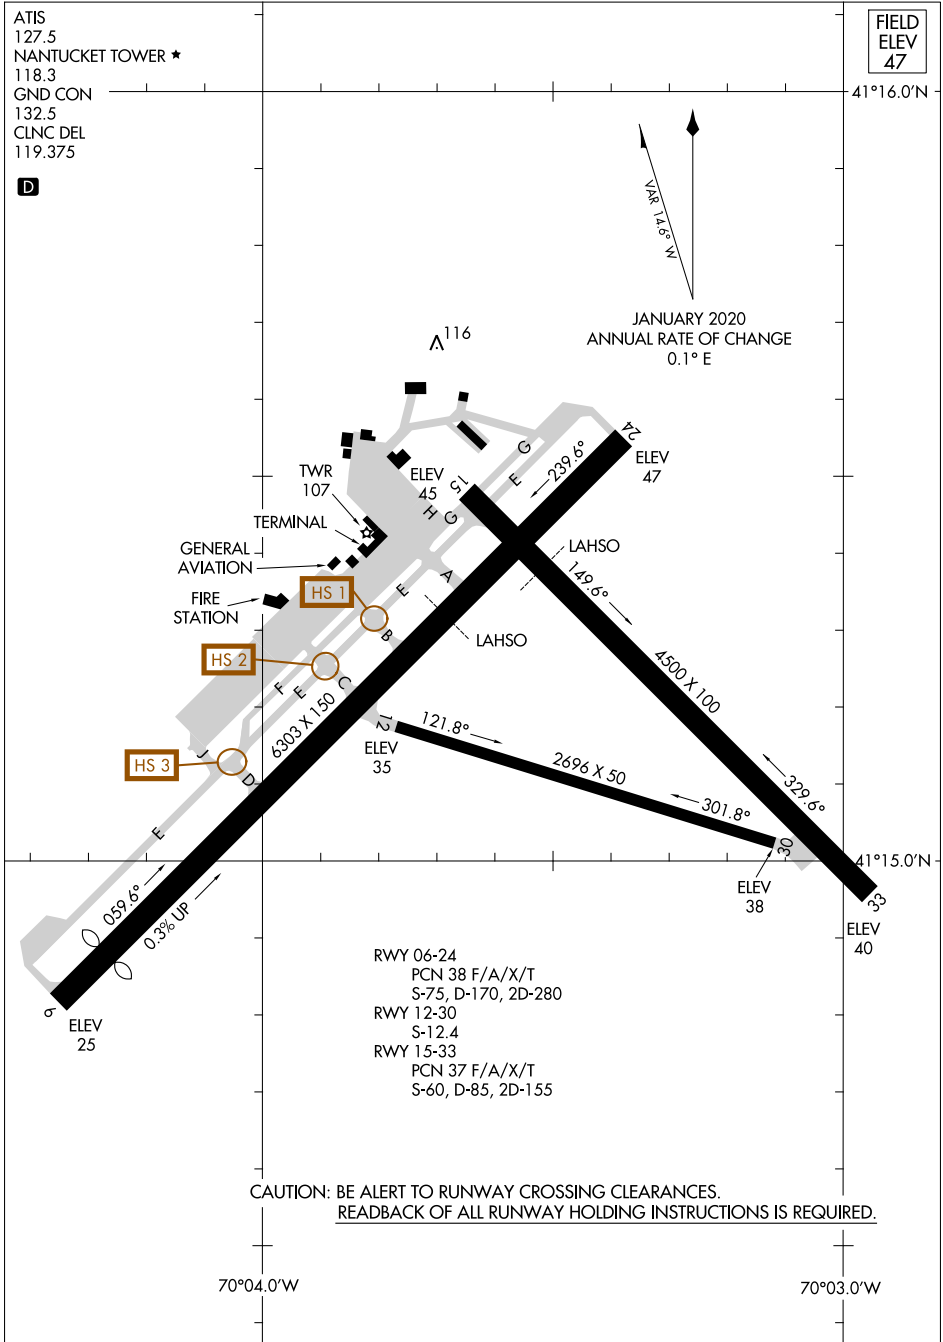 ATIS
127.5
NANTUCKET TOWER ★
118.3
GND CON
132.5
CLNC DEL
119.375
D
FIELD
ELEV
47
41°16.0'N
VAR 14.6° W
JANUARY 2020
ANNUAL RATE OF CHANGE
0.1° E
116
24
ELEV
47
239.6°
G
F
15
ELEV
45
H
G
TWR
107
TERMINAL
GENERAL
AVIATION
FIRE
STATION
HS 1
HS 2
HS 3
LAHSO
LAHSO
A
E
B
C
F
E
J
D
E
149.6°
4500 X 100
329.6°
6303 X 150
12
ELEV
35
121.8°
2696 X 50
301.8°
30
ELEV
38
41°15.0'N
33
ELEV
40
059.6°
0.3% UP
6
ELEV
25
RWY 06-24
PCN 38 F/A/X/T
S-75, D-170, 2D-280
RWY 12-30
S-12.4
RWY 15-33
PCN 37 F/A/X/T
S-60, D-85, 2D-155
CAUTION: BE ALERT TO RUNWAY CROSSING CLEARANCES.
READBACK OF ALL RUNWAY HOLDING INSTRUCTIONS IS REQUIRED.
70°04.0'W
70°03.0'W